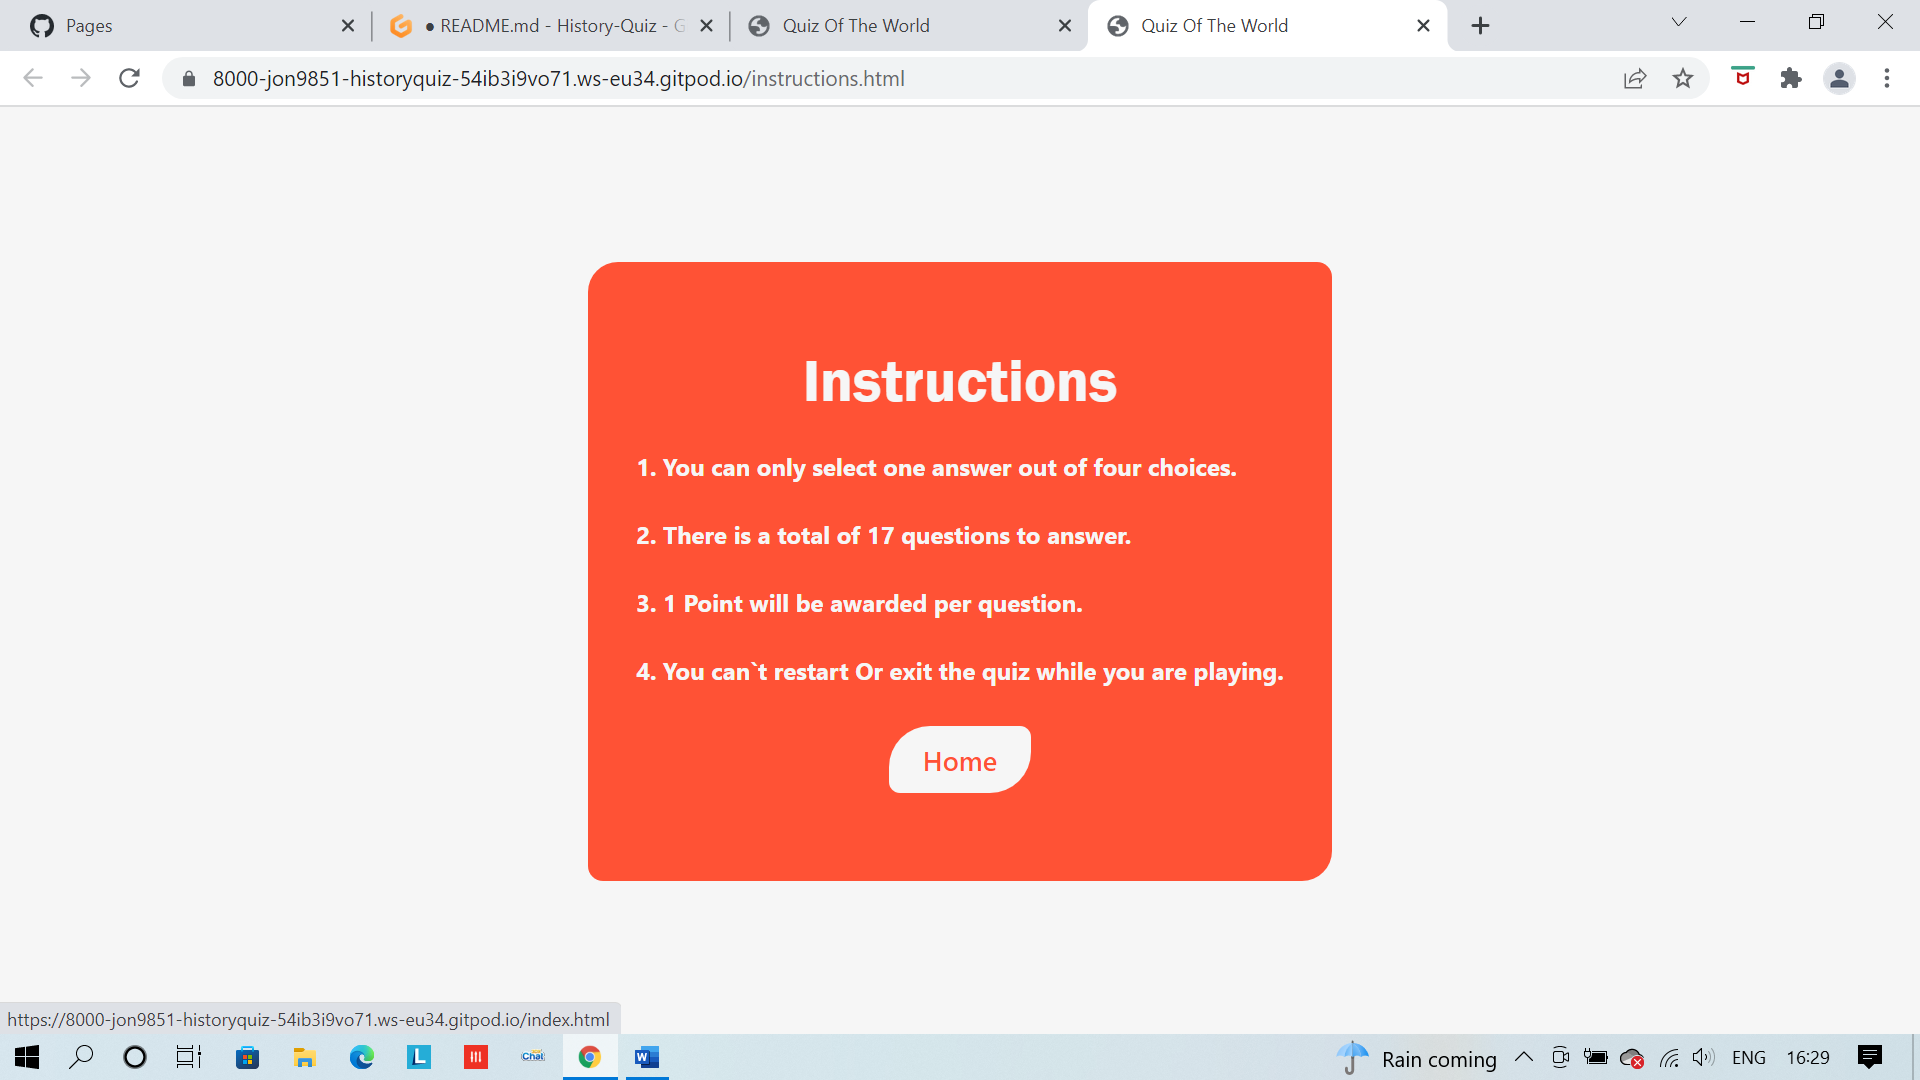 Pages
● README.md - History-Quiz - G
Quiz Of The World
Quiz Of The World
8000-jon9851-historyquiz-54ib3i9vo71.ws-eu34.gitpod.io/instructions.html
Instructions
1. You can only select one answer out of four choices.
2. There is a total of 17 questions to answer.
3. 1 Point will be awarded per question.
4. You can`t restart Or exit the quiz while you are playing.
Home
https://8000-jon9851-historyquiz-54ib3i9vo71.ws-eu34.gitpod.io/index.html
L
Chat
W
Rain coming
ENG
16:29